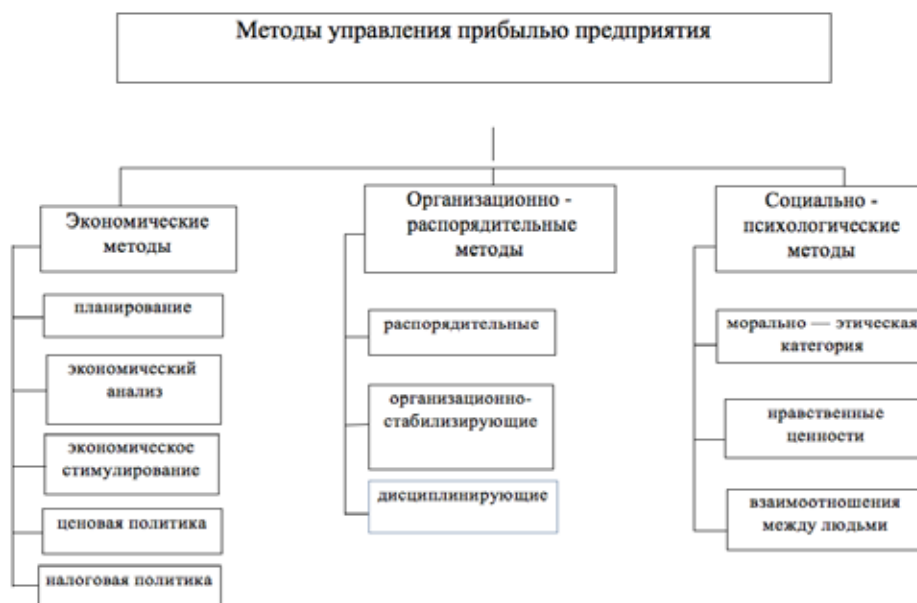 Методы управления прибылью предприятия
Экономические
методы
планирование
экономический
анализ
экономическое
стимулирование
ценовая политика
налоговая политика
Организационно -
распорядительные
методы
распорядительные
организационно-
стабилизирующие
дисциплинирующие
Социально -
психологические
методы
морально — этическая
категория
нравственные
ценности
взаимоотношения
между людьми